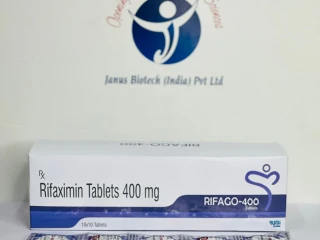 Janus Biotech (India) Pvt Ltd
RIFAGO-400
Rx
Rifaximin Tablets 400 mg
RIFAGO-400
Tablets
10x10 Tablets